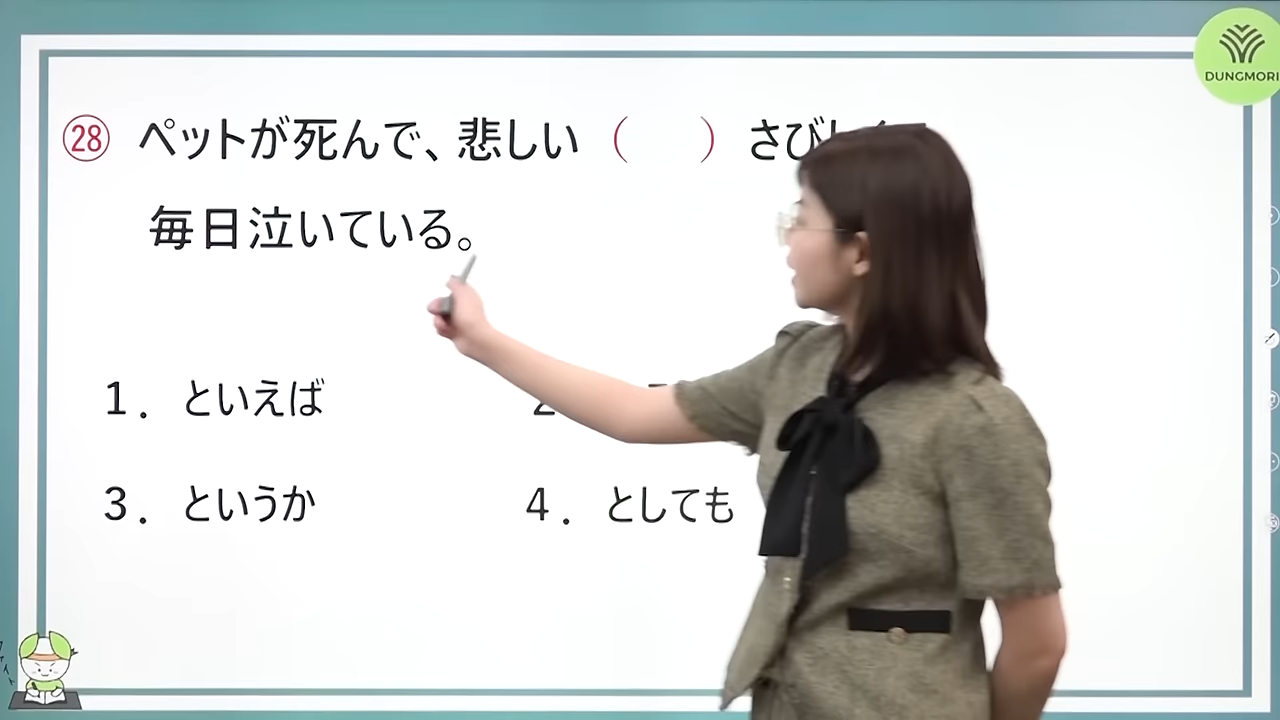 DUNGMORI
㉘ ペットが死んで、悲しい（　　）さび
毎日泣いている。
1．といえば
2
3．というか
4．としても